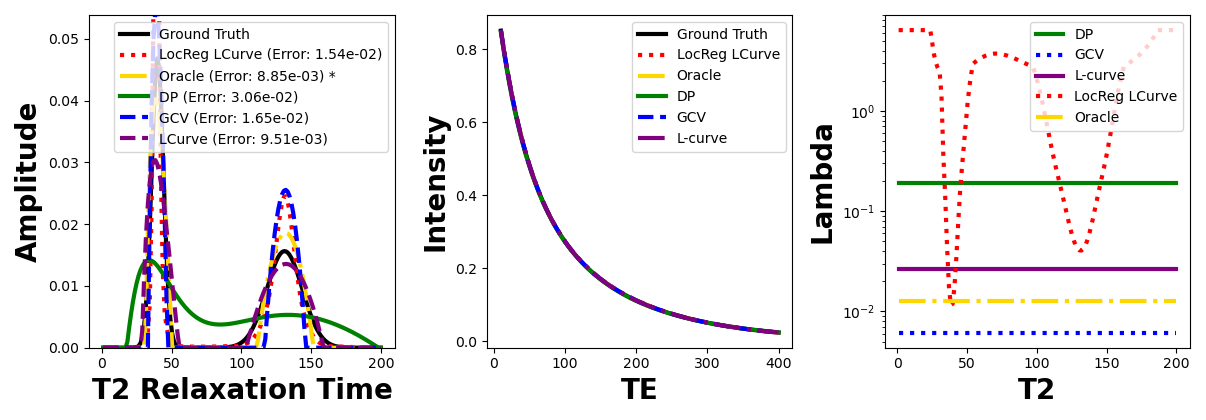 Amplitude
0.05
0.04
0.03
0.02
0.01
0.00
0
50
100
150
200
T2 Relaxation Time
Ground Truth
LocReg LCurve (Error: 1.54e-02)
Oracle (Error: 8.85e-03) *
DP (Error: 3.06e-02)
GCV (Error: 1.65e-02)
LCurve (Error: 9.51e-03)
Intensity
0.8
0.6
0.4
0.2
0.0
0
100
200
300
400
TE
Ground Truth
LocReg LCurve
Oracle
DP
GCV
L-curve
Lambda
10^0
10^-1
10^-2
0
50
100
150
200
T2
DP
GCV
L-curve
LocReg LCurve
Oracle